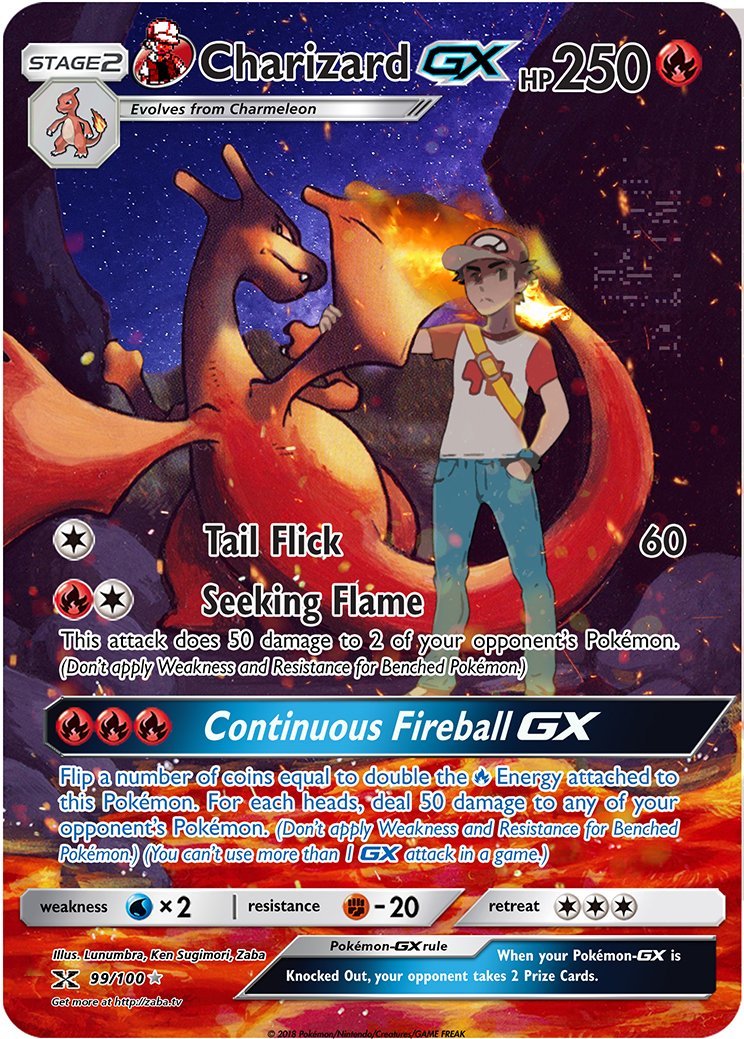 STAGE2 Charizard GX HP250
Evolves from Charmeleon
Tail Flick 60
Seeking Flame
This attack does 50 damage to 2 of your opponent's Pokémon.
(Don't apply Weakness and Resistance for Benched Pokémon.)
Continuous Fireball GX
Flip a number of coins equal to double the Energy attached to
this Pokémon. For each heads, deal 50 damage to any of your
opponent's Pokémon. (Don't apply Weakness and Resistance for Benched
Pokémon.) (You can't use more than 1 GX attack in a game.)
weakness ×2 resistance -20 retreat
Illus. Lunumbra, Ken Sugimori, Zaba
X 99/100
Get more at http://zaba.tv
Pokémon-GX rule
When your Pokémon-GX is
Knocked Out, your opponent takes 2 Prize Cards.
© 2018 Pokémon/Nintendo/Creatures/GAME FREAK